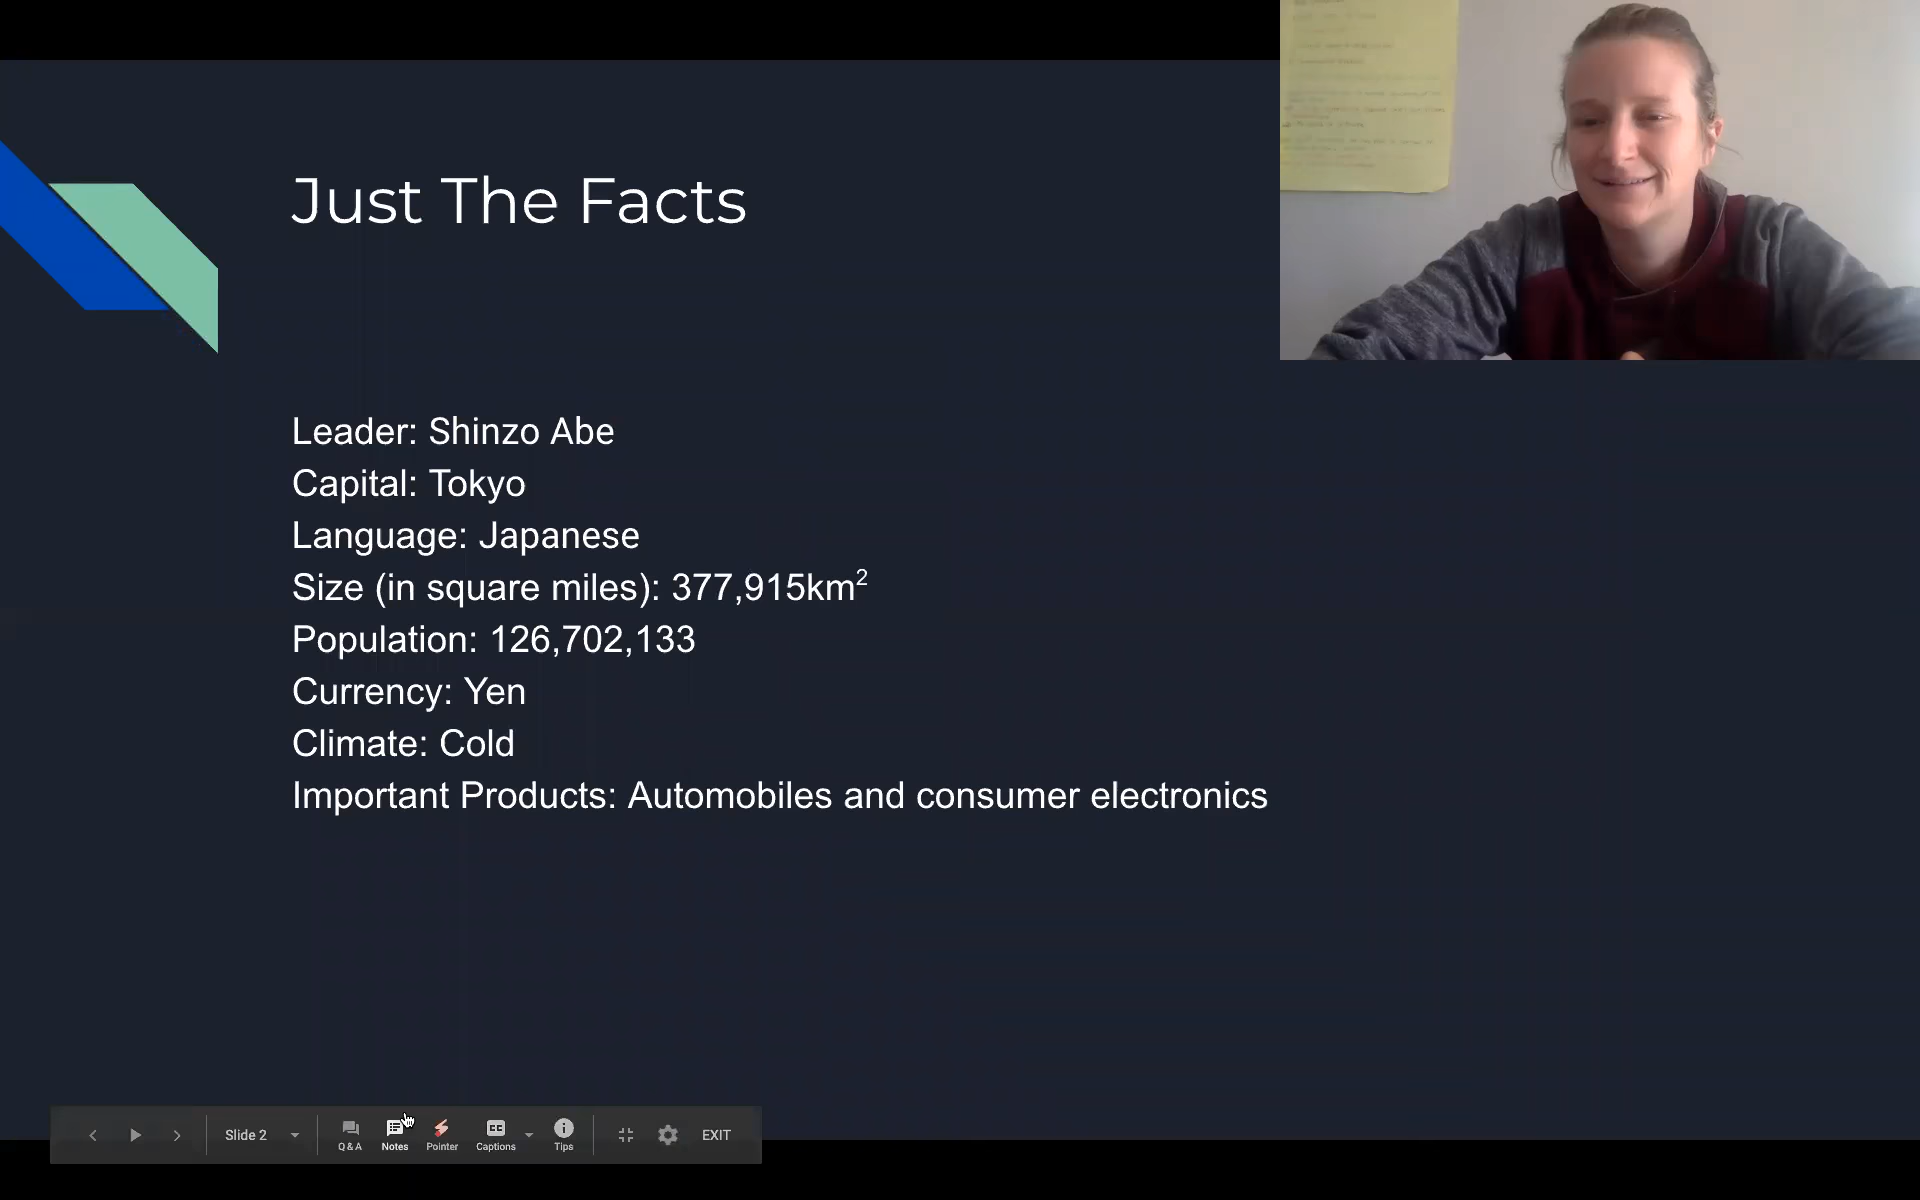 Just The Facts
Leader: Shinzo Abe
Capital: Tokyo
Language: Japanese
Size (in square miles): 377,915km²
Population: 126,702,133
Currency: Yen
Climate: Cold
Important Products: Automobiles and consumer electronics
Slide 2
Q&A
Notes
Pointer
CC
Captions
Tips
EXIT